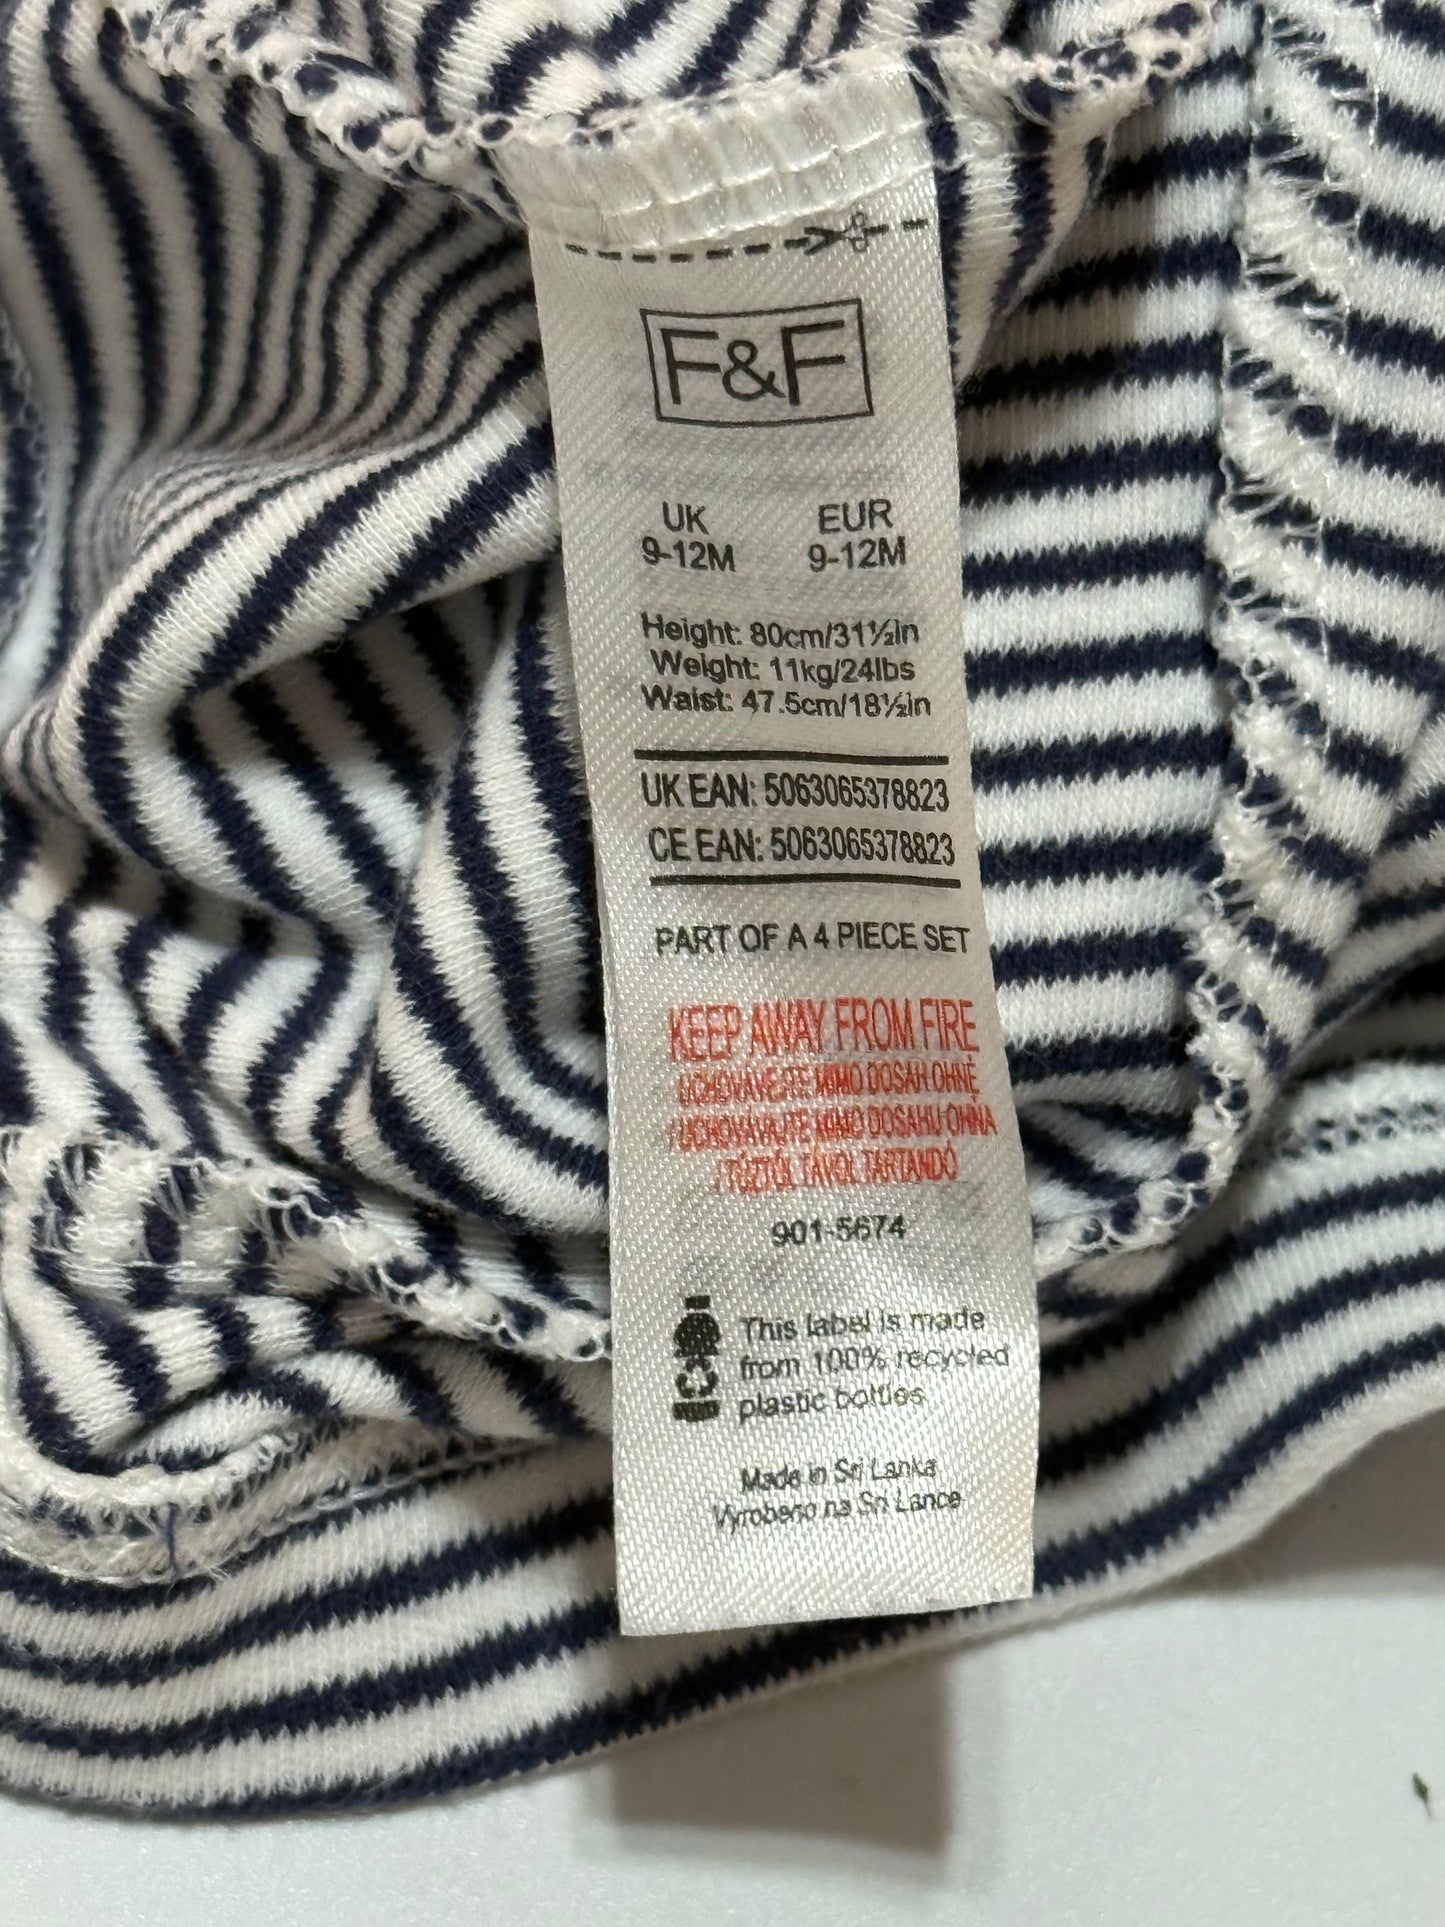 F&F
UK EUR
9-12M 9-12M
Height: 80cm/31½in
Weight: 11kg/24lbs
Waist: 47.5cm/18½in
UK EAN: 5063065378823
CE EAN: 5063065378823
PART OF A 4 PIECE SET
KEEP AWAY FROM FIRE
UCHOVÁVEJTE MIMO DOSAH OHNĚ
/ UCHOVÁVAJTE MIMO DOSAHU OHŇA
/ TŰZTŐL TÁVOL TARTANDÓ
901-5674
This label is made
from 100% recycled
plastic bottles
Made in Sri Lanka
Vyrobeno na Srí Lance